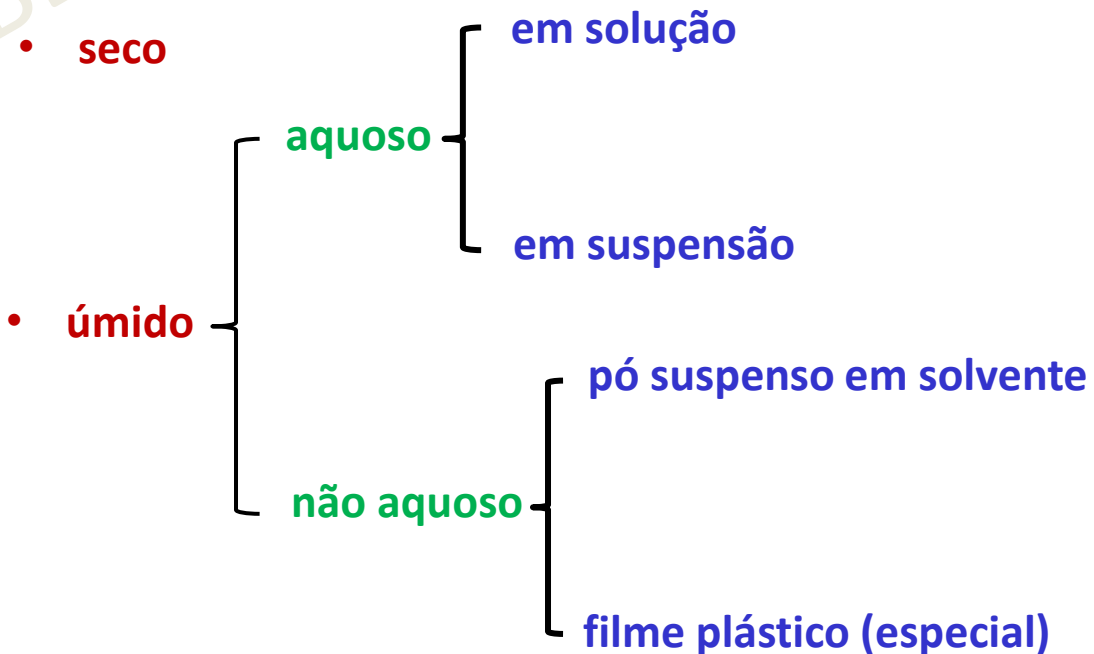 • seco
em solução
aquoso
em suspensão
• úmido
pó suspenso em solvente
não aquoso
filme plástico (especial)